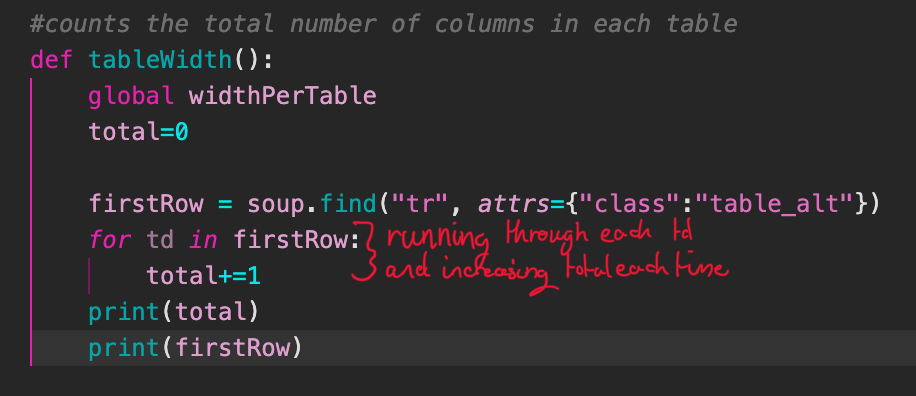 #counts the total number of columns in each table
def tableWidth():
    global widthPerTable
    total=0
    firstRow = soup.find("tr", attrs={"class":"table_alt"})
    for td in firstRow: running through each td
        total+=1 and increasing total each time
    print(total)
    print(firstRow)